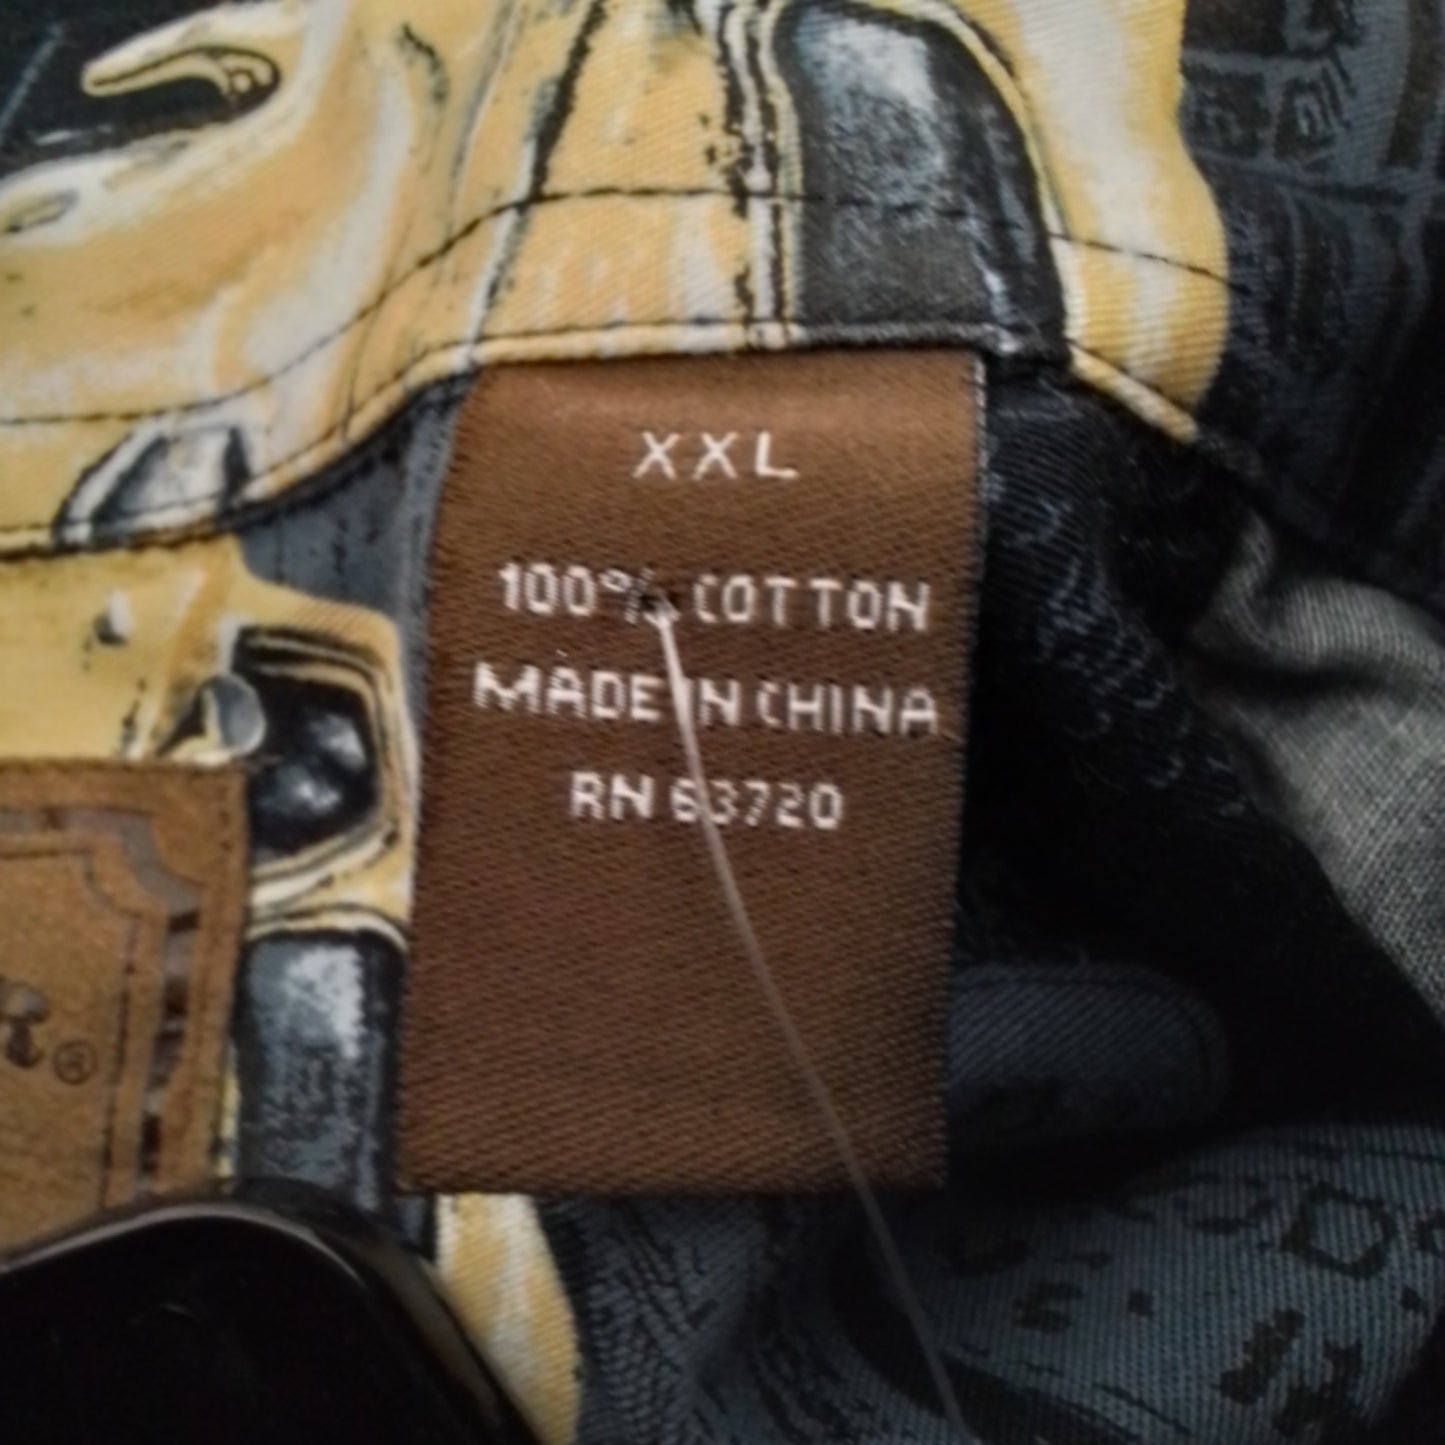 XXL
100% COTTON
MADE IN CHINA
RN 63720
®